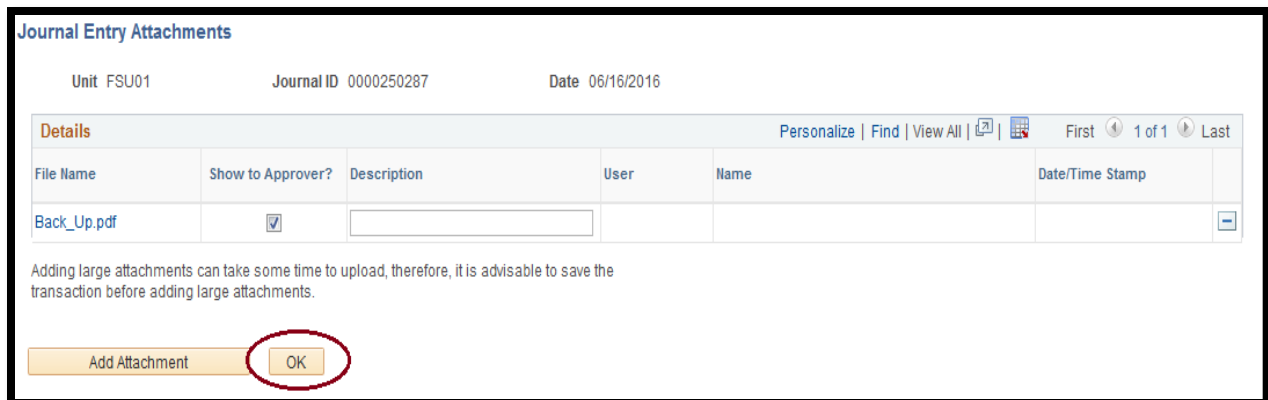 Journal Entry Attachments
Unit FSU01 Journal ID 0000250287 Date 06/16/2016
Details Personalize | Find | View All | | First 1 of 1 Last
File Name Show to Approver? Description User Name Date/Time Stamp
Back_Up.pdf
Adding large attachments can take some time to upload, therefore, it is advisable to save the
transaction before adding large attachments.
Add Attachment OK